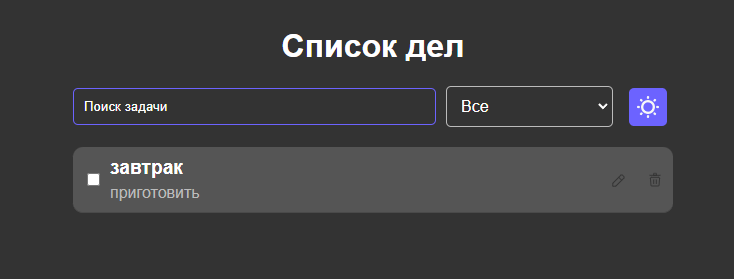 Список дел
Поиск задачи
Все
завтрак
приготовить